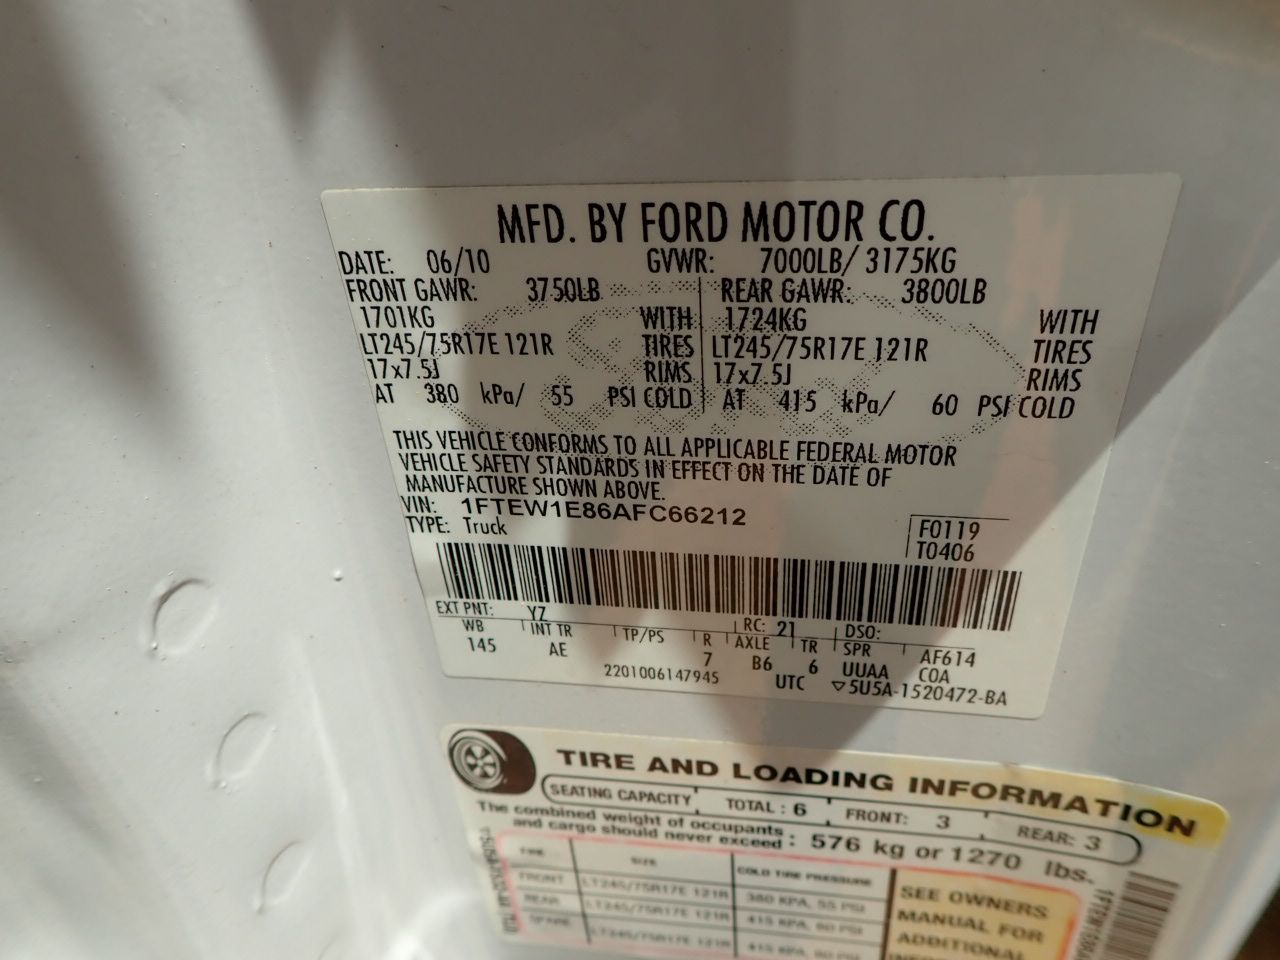 MFD. BY FORD MOTOR CO.
DATE: 06/10 GVWR: 7000LB/ 3175KG
FRONT GAWR: 3750LB REAR GAWR: 3800LB
1701KG WITH 1724KG WITH
LT245/75R17E 121R TIRES LT245/75R17E 121R TIRES
17x7.5J RIMS 17x7.5J RIMS
AT 380 kPa/ 55 PSI COLD AT 415 kPa/ 60 PSI COLD
THIS VEHICLE CONFORMS TO ALL APPLICABLE FEDERAL MOTOR
VEHICLE SAFETY STANDARDS IN EFFECT ON THE DATE OF
MANUFACTURE SHOWN ABOVE.
VIN: 1FTEW1E86AFC66212
TYPE: Truck
F0119
T0406
EXT PNT: YZ RC: 21 DSO:
WB INT TR TP/PS R AXLE TR SPR AF614
145 AE 7 B6 6 UUAA COA
2201006147945 UTC ▽5U5A-1520472-BA
TIRE AND LOADING INFORMATION
SEATING CAPACITY TOTAL : 6 FRONT: 3 REAR: 3
The combined weight of occupants
and cargo should never exceed : 576 kg or 1270 lbs.
TIRE SIZE COLD TIRE PRESSURE
FRONT LT245/75R17E 121R 380 KPA, 55 PSI
REAR LT245/75R17E 121R 415 KPA, 60 PSI
SPARE LT245/75R17E 121R 415 KPA, 60 PSI
SEE OWNERS
MANUAL FOR
ADDITIONAL